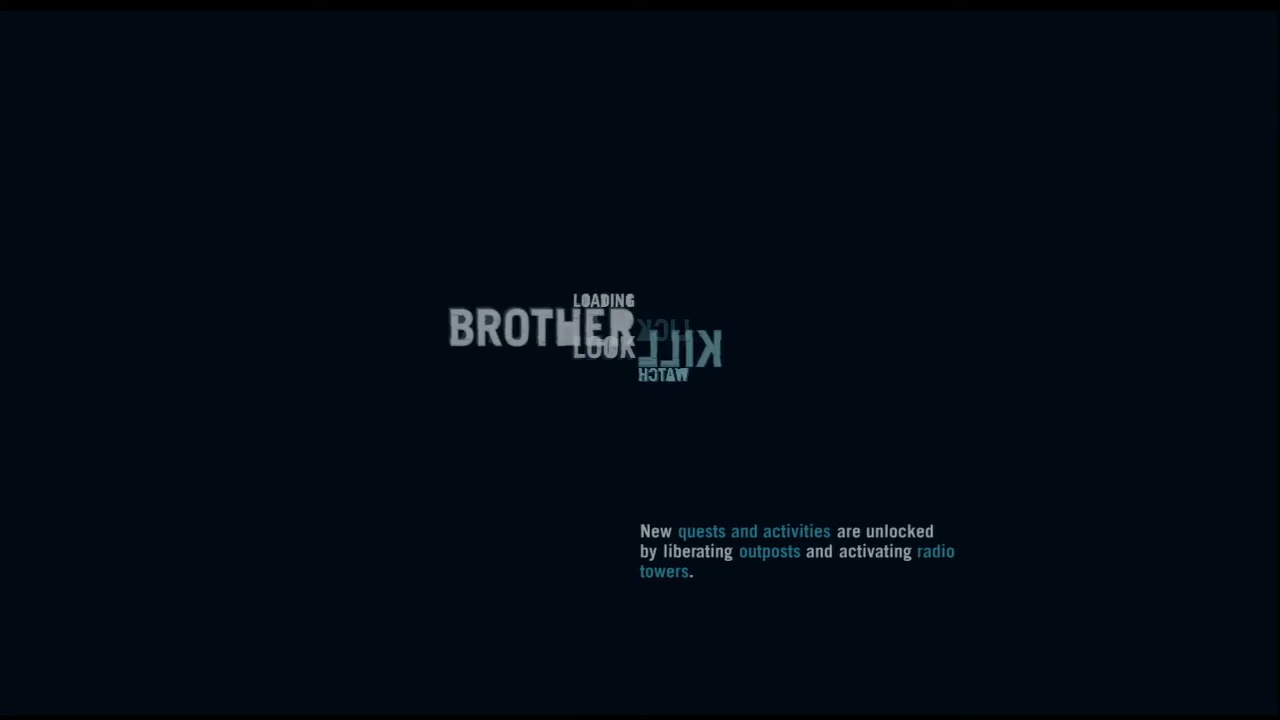 LOADING
BROTHER
LOOK
KILL
WATCH
New quests and activities are unlocked
by liberating outposts and activating radio
towers.